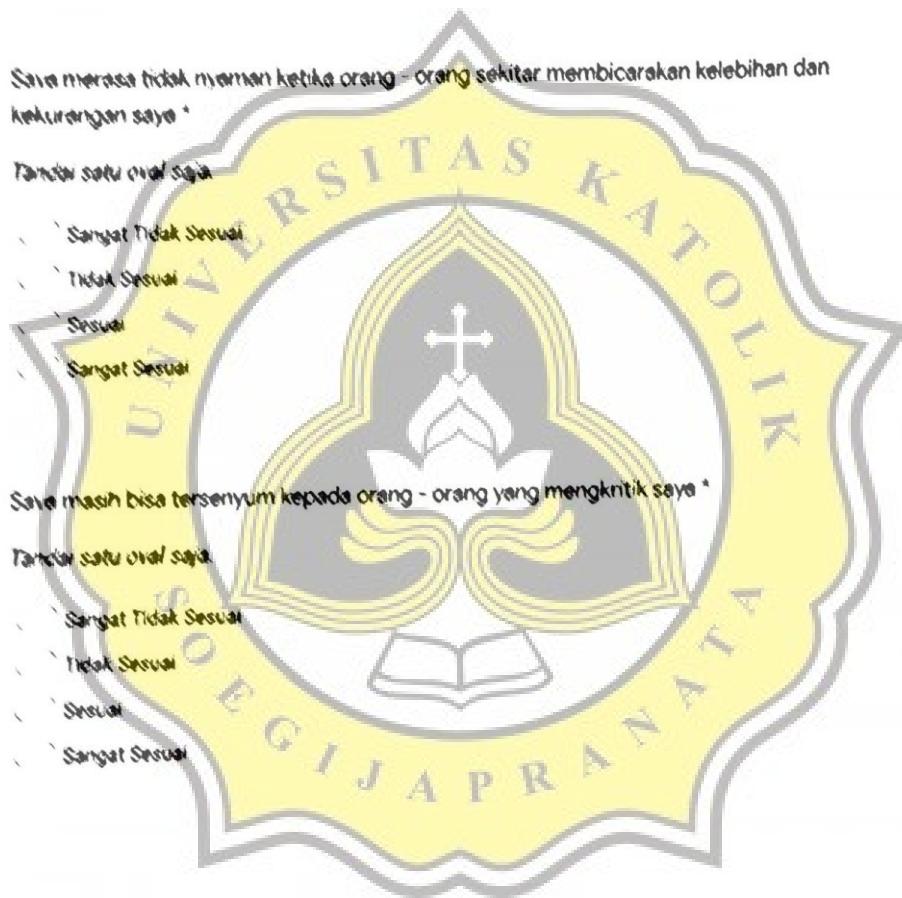 Saya merasa tidak nyaman ketika orang - orang sekitar membicarakan kelebihan dan
kekurangan saya *
Tandai satu oval saja.
Sangat Tidak Sesuai
Tidak Sesuai
Sesuai
Sangat Sesuai
Saya masih bisa tersenyum kepada orang - orang yang mengkritik saya *
Tandai satu oval saja.
Sangat Tidak Sesuai
Tidak Sesuai
Sesuai
Sangat Sesuai
UNIVERSITAS KATOLIK
SOEGIJAPRANATA